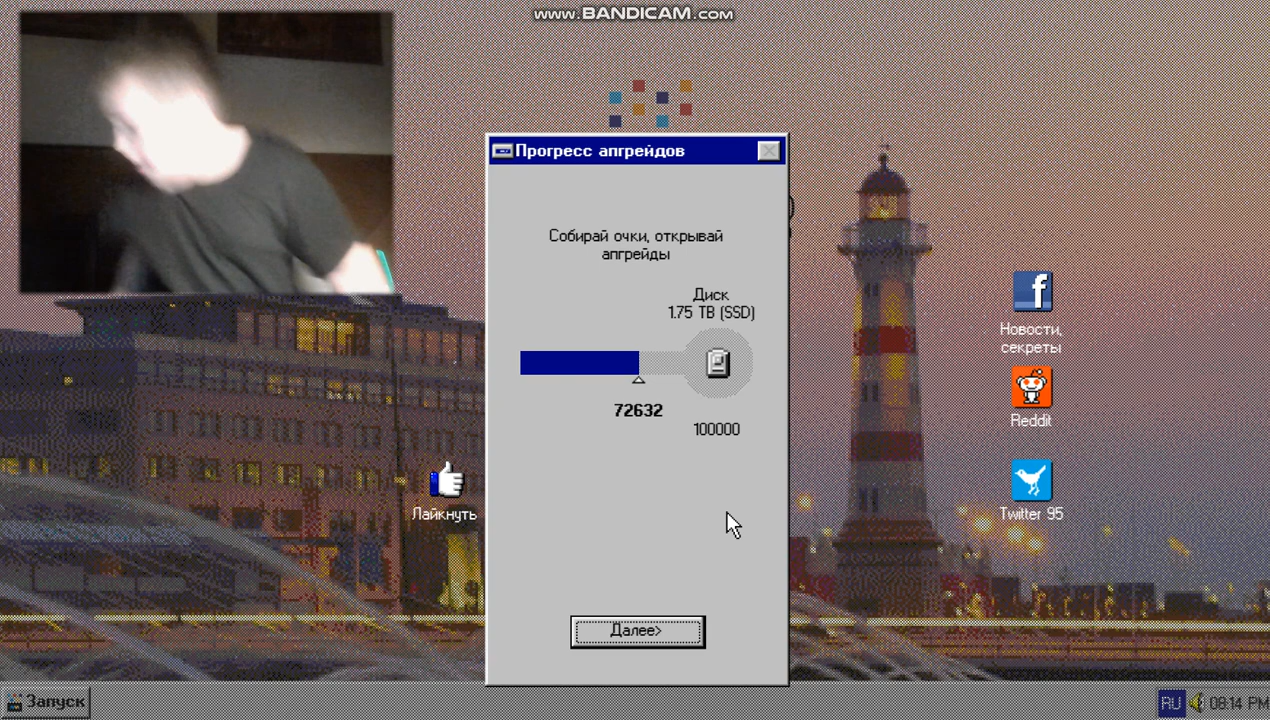 www.BANDICAM.com
Прогресс апгрейдов
Собирай очки, открывай
апгрейды
Диск
1.75 TB (SSD)
72632
100000
Далее>
Лайкнуть
Новости,
секреты
Reddit
Twitter 95
Запуск
RU
08:14 PM